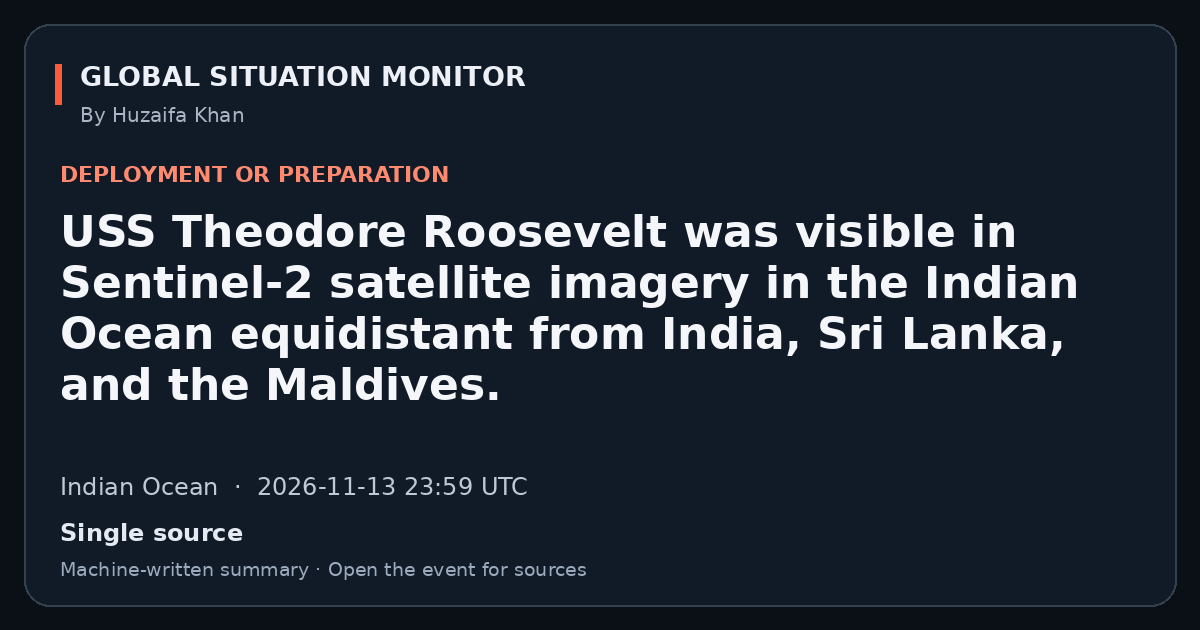 GLOBAL SITUATION MONITOR
By Huzaifa Khan
DEPLOYMENT OR PREPARATION
USS Theodore Roosevelt was visible in
Sentinel-2 satellite imagery in the Indian
Ocean equidistant from India, Sri Lanka,
and the Maldives.
Indian Ocean · 2026-11-13 23:59 UTC
Single source
Machine-written summary · Open the event for sources